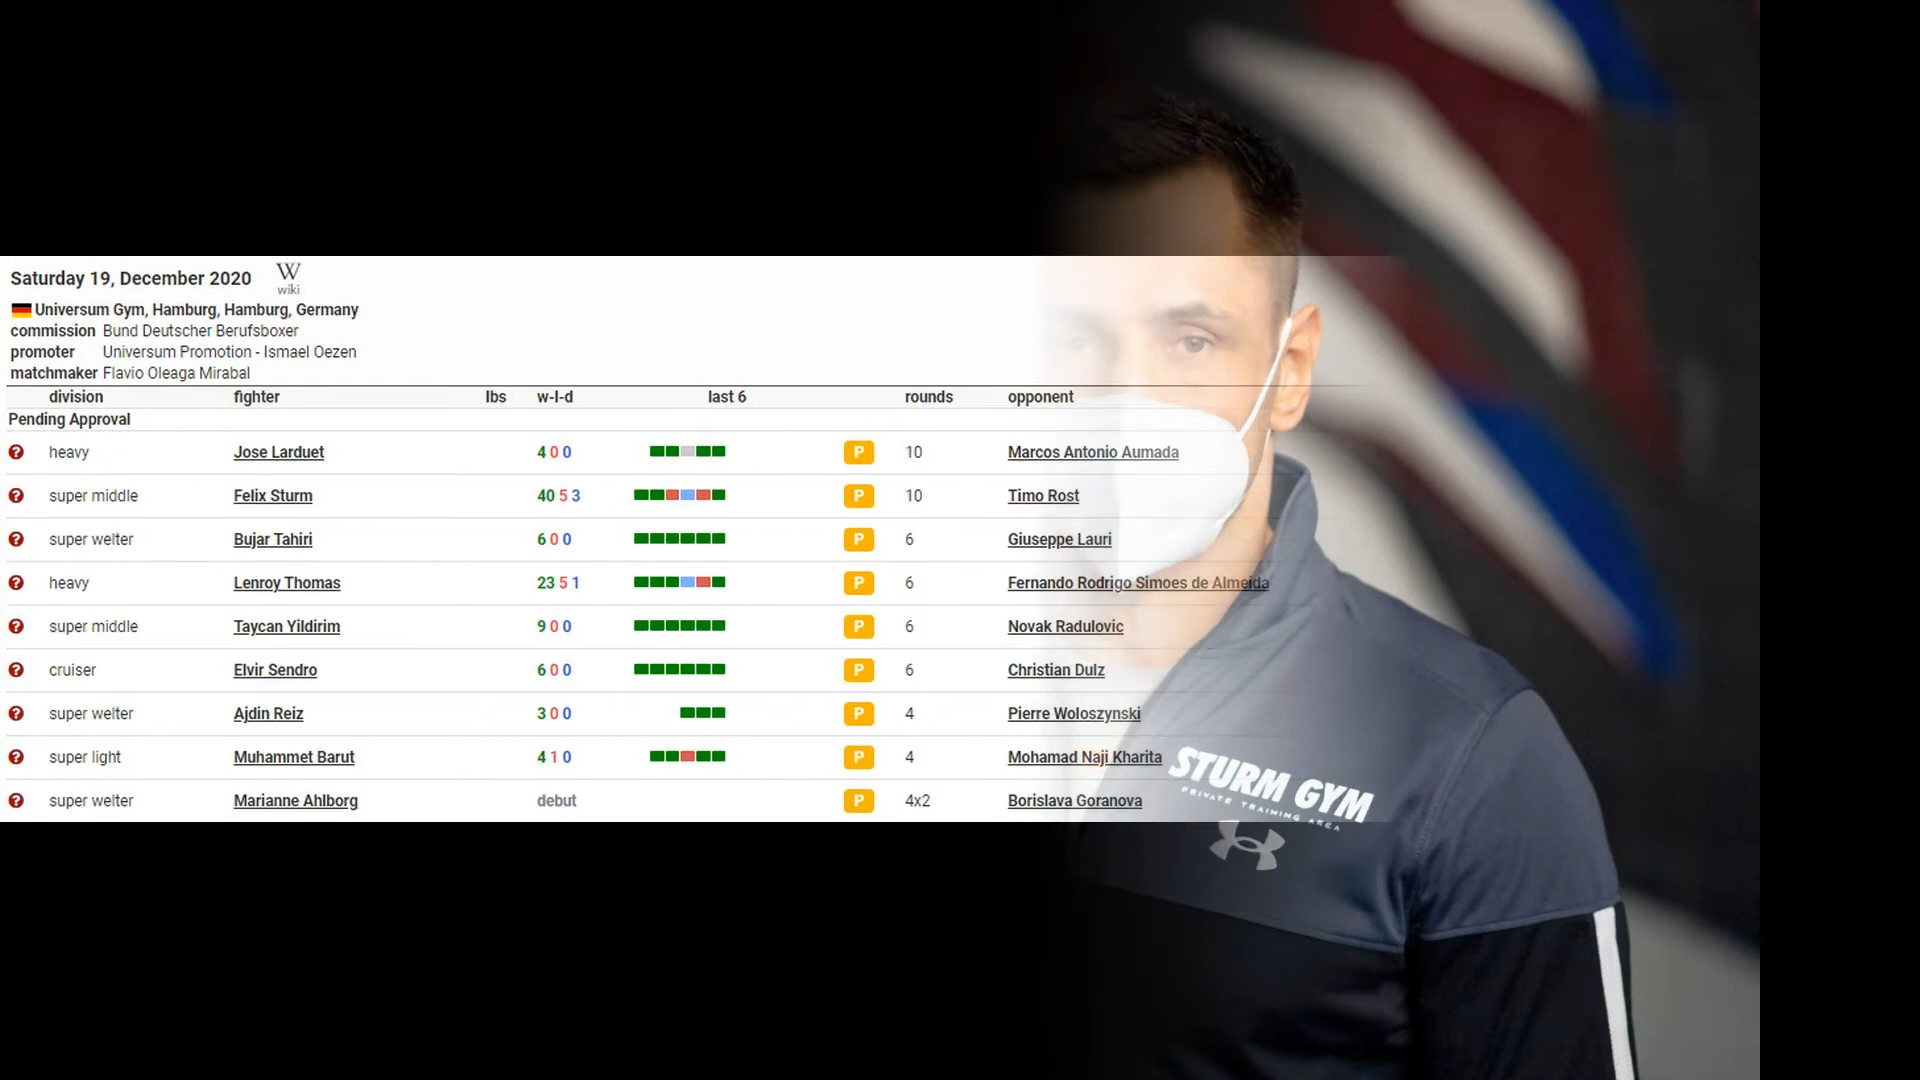 Saturday 19, December 2020 W wiki
Universum Gym, Hamburg, Hamburg, Germany
commission Bund Deutscher Berufsboxer
promoter Universum Promotion - Ismael Oezen
matchmaker Flavio Oleaga Mirabal
division fighter lbs w-l-d last 6 rounds opponent
Pending Approval
? heavy Jose Larduet 4 0 0 P 10 Marcos Antonio Aumada
? super middle Felix Sturm 40 5 3 P 10 Timo Rost
? super welter Bujar Tahiri 6 0 0 P 6 Giuseppe Lauri
? heavy Lenroy Thomas 23 5 1 P 6 Fernando Rodrigo Simoes de Almeida
? super middle Taycan Yildirim 9 0 0 P 6 Novak Radulovic
? cruiser Elvir Sendro 6 0 0 P 6 Christian Dulz
? super welter Ajdin Reiz 3 0 0 P 4 Pierre Woloszynski
? super light Muhammet Barut 4 1 0 P 4 Mohamad Naji Kharita
? super welter Marianne Ahlborg debut P 4x2 Borislava Goranova
STURM GYM
PRIVATE TRAINING AREA